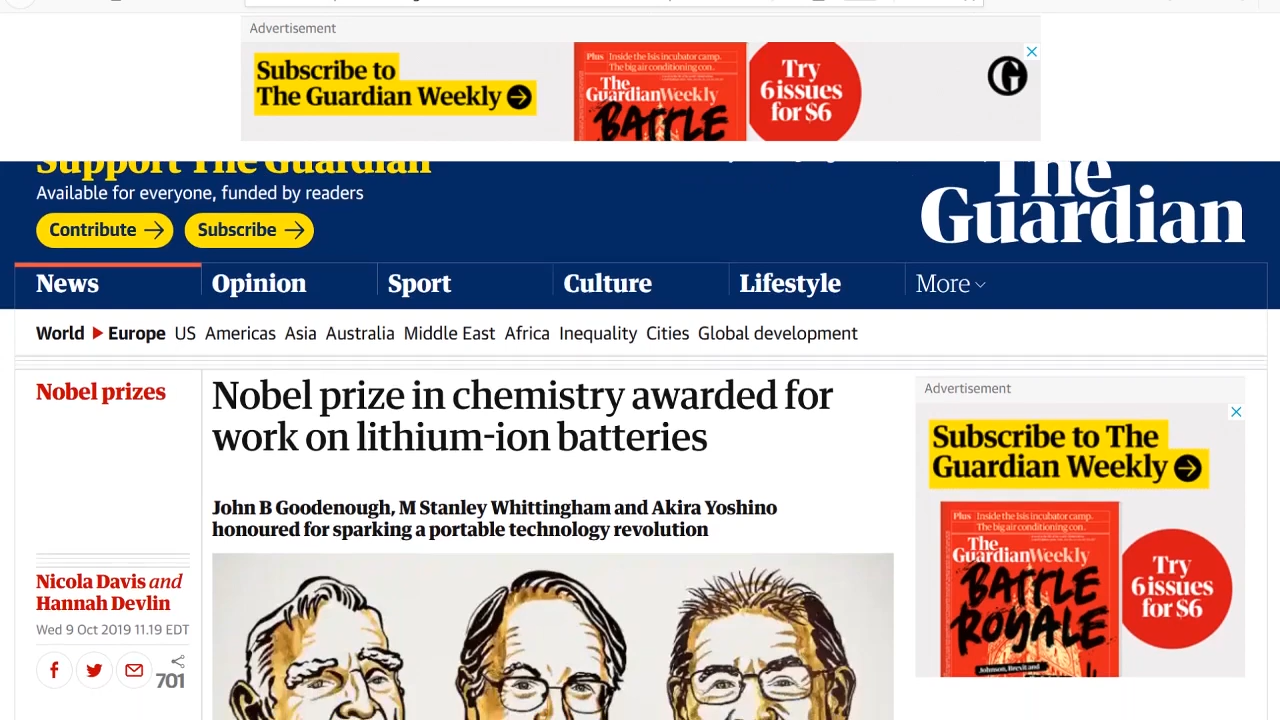 Advertisement
Subscribe to
The Guardian Weekly
Plus Inside the Isis incubator camp.
The big air conditioning con.
The
Guardian Weekly
BATTLE
Try
6 issues
for $6
Support The Guardian
Available for everyone, funded by readers
Contribute
Subscribe
The
Guardian
News
Opinion
Sport
Culture
Lifestyle
More
World Europe US Americas Asia Australia Middle East Africa Inequality Cities Global development
Nobel prizes
Nobel prize in chemistry awarded for
work on lithium-ion batteries
John B Goodenough, M Stanley Whittingham and Akira Yoshino
honoured for sparking a portable technology revolution
Nicola Davis and
Hannah Devlin
Wed 9 Oct 2019 11.19 EDT
701
Advertisement
Subscribe to The
Guardian Weekly
Plus Inside the Isis incubator camp.
The big air conditioning con.
The
Guardian Weekly
BATTLE
ROYALE
Johnson, Brexit and
Try
6 issues
for $6